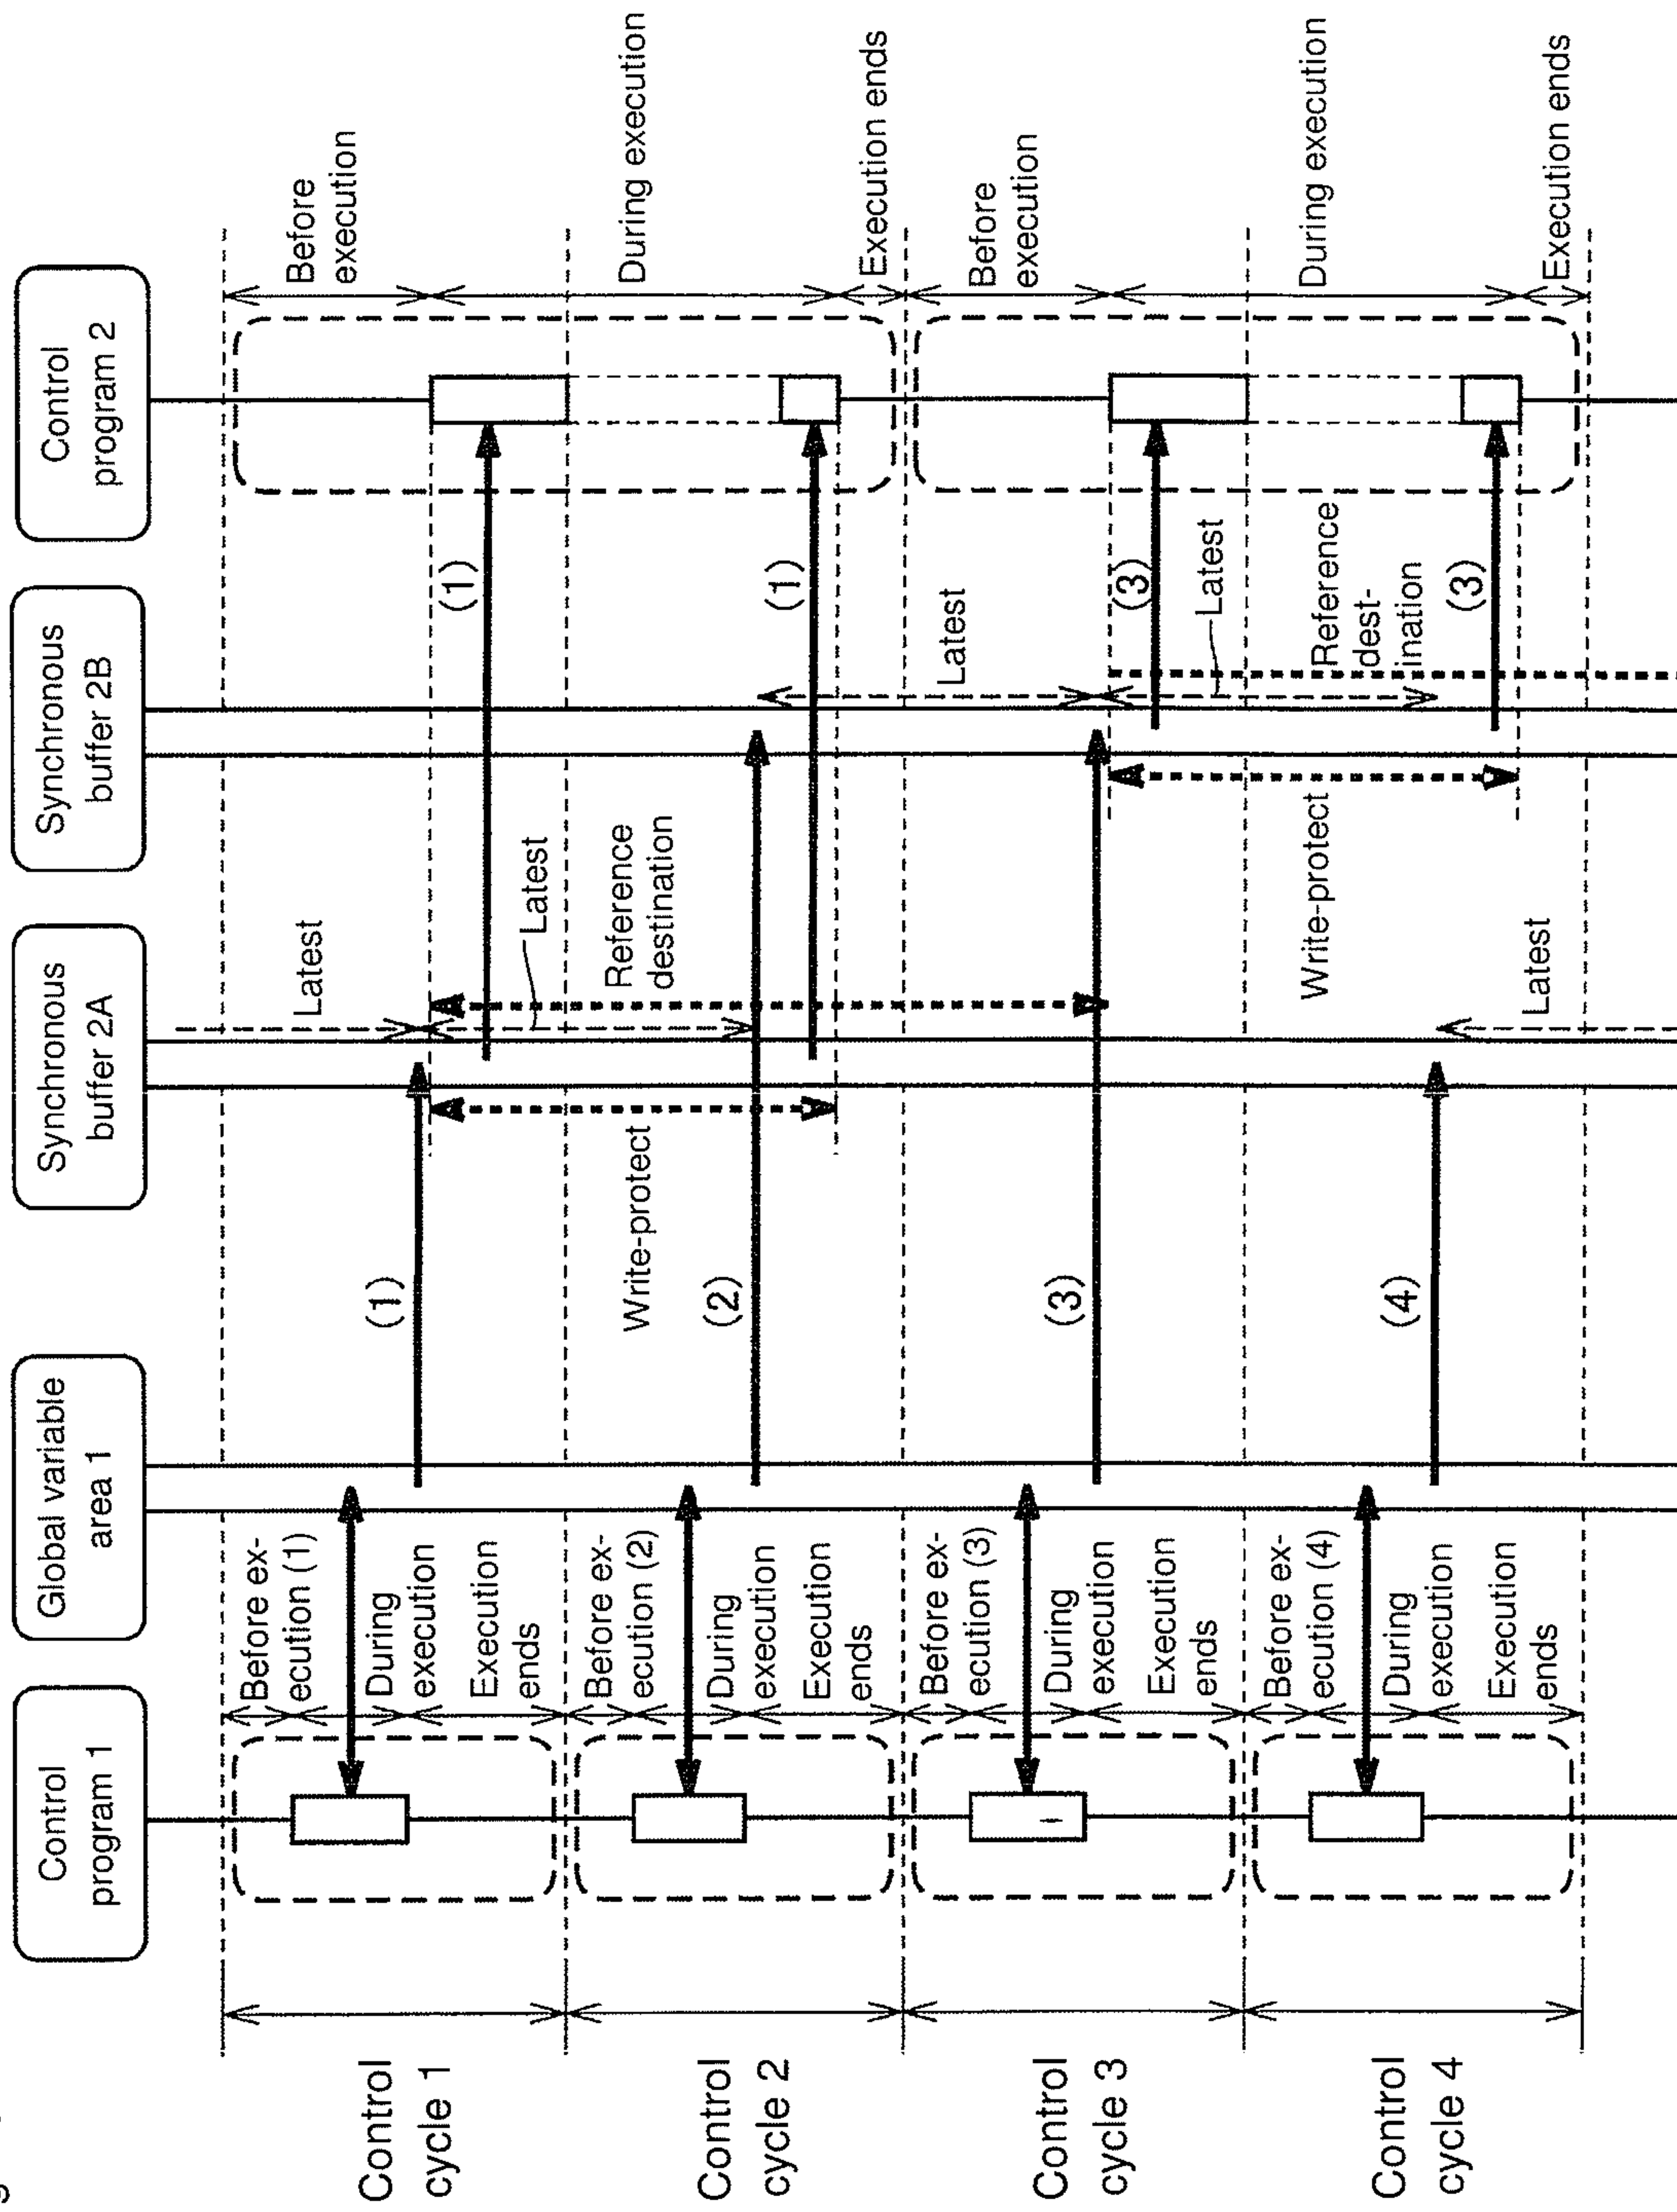 Control
program 1
Global variable
area 1
Synchronous
buffer 2A
Synchronous
buffer 2B
Control
program 2
Control
cycle 1
Before ex-
ecution (1)
During
execution
Execution
ends
(1)
Latest
Latest
(1)
Before
execution
Control
cycle 2
Before ex-
ecution (2)
During
execution
Execution
ends
Write-protect
(2)
Reference
destination
(1)
During execution
Execution ends
Control
cycle 3
Before ex-
ecution (3)
During
execution
Execution
ends
(3)
Latest
(3)
Latest
Before
execution
Control
cycle 4
Before ex-
ecution (4)
During
execution
Execution
ends
(4)
Write-protect
Latest
Reference
dest-
ination
(3)
During execution
Execution ends